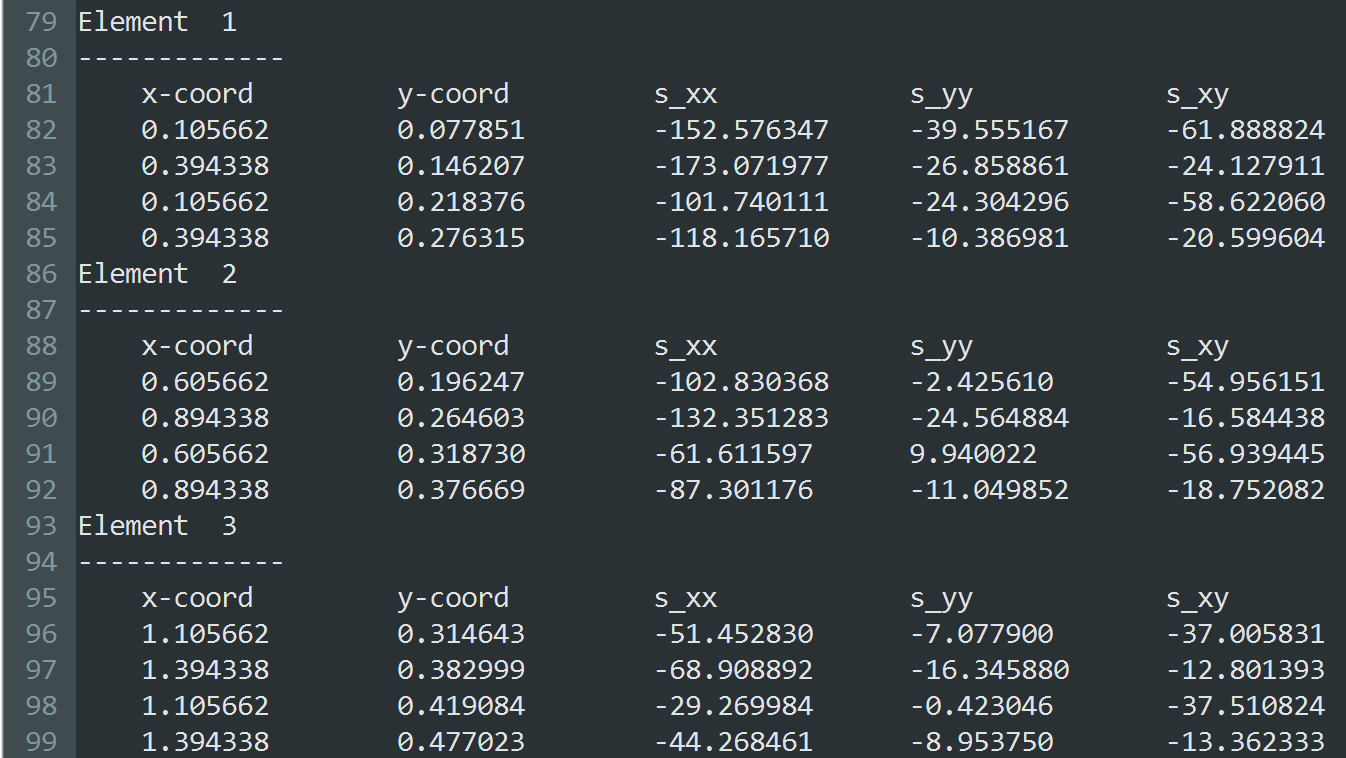 79 Element  1
80 -------------
81     x-coord         y-coord         s_xx            s_yy            s_xy
82     0.105662        0.077851        -152.576347     -39.555167      -61.888824
83     0.394338        0.146207        -173.071977     -26.858861      -24.127911
84     0.105662        0.218376        -101.740111     -24.304296      -58.622060
85     0.394338        0.276315        -118.165710     -10.386981      -20.599604
86 Element  2
87 -------------
88     x-coord         y-coord         s_xx            s_yy            s_xy
89     0.605662        0.196247        -102.830368     -2.425610       -54.956151
90     0.894338        0.264603        -132.351283     -24.564884      -16.584438
91     0.605662        0.318730        -61.611597      9.940022        -56.939445
92     0.894338        0.376669        -87.301176      -11.049852      -18.752082
93 Element  3
94 -------------
95     x-coord         y-coord         s_xx            s_yy            s_xy
96     1.105662        0.314643        -51.452830      -7.077900       -37.005831
97     1.394338        0.382999        -68.908892      -16.345880      -12.801393
98     1.105662        0.419084        -29.269984      -0.423046       -37.510824
99     1.394338        0.477023        -44.268461      -8.953750       -13.362333